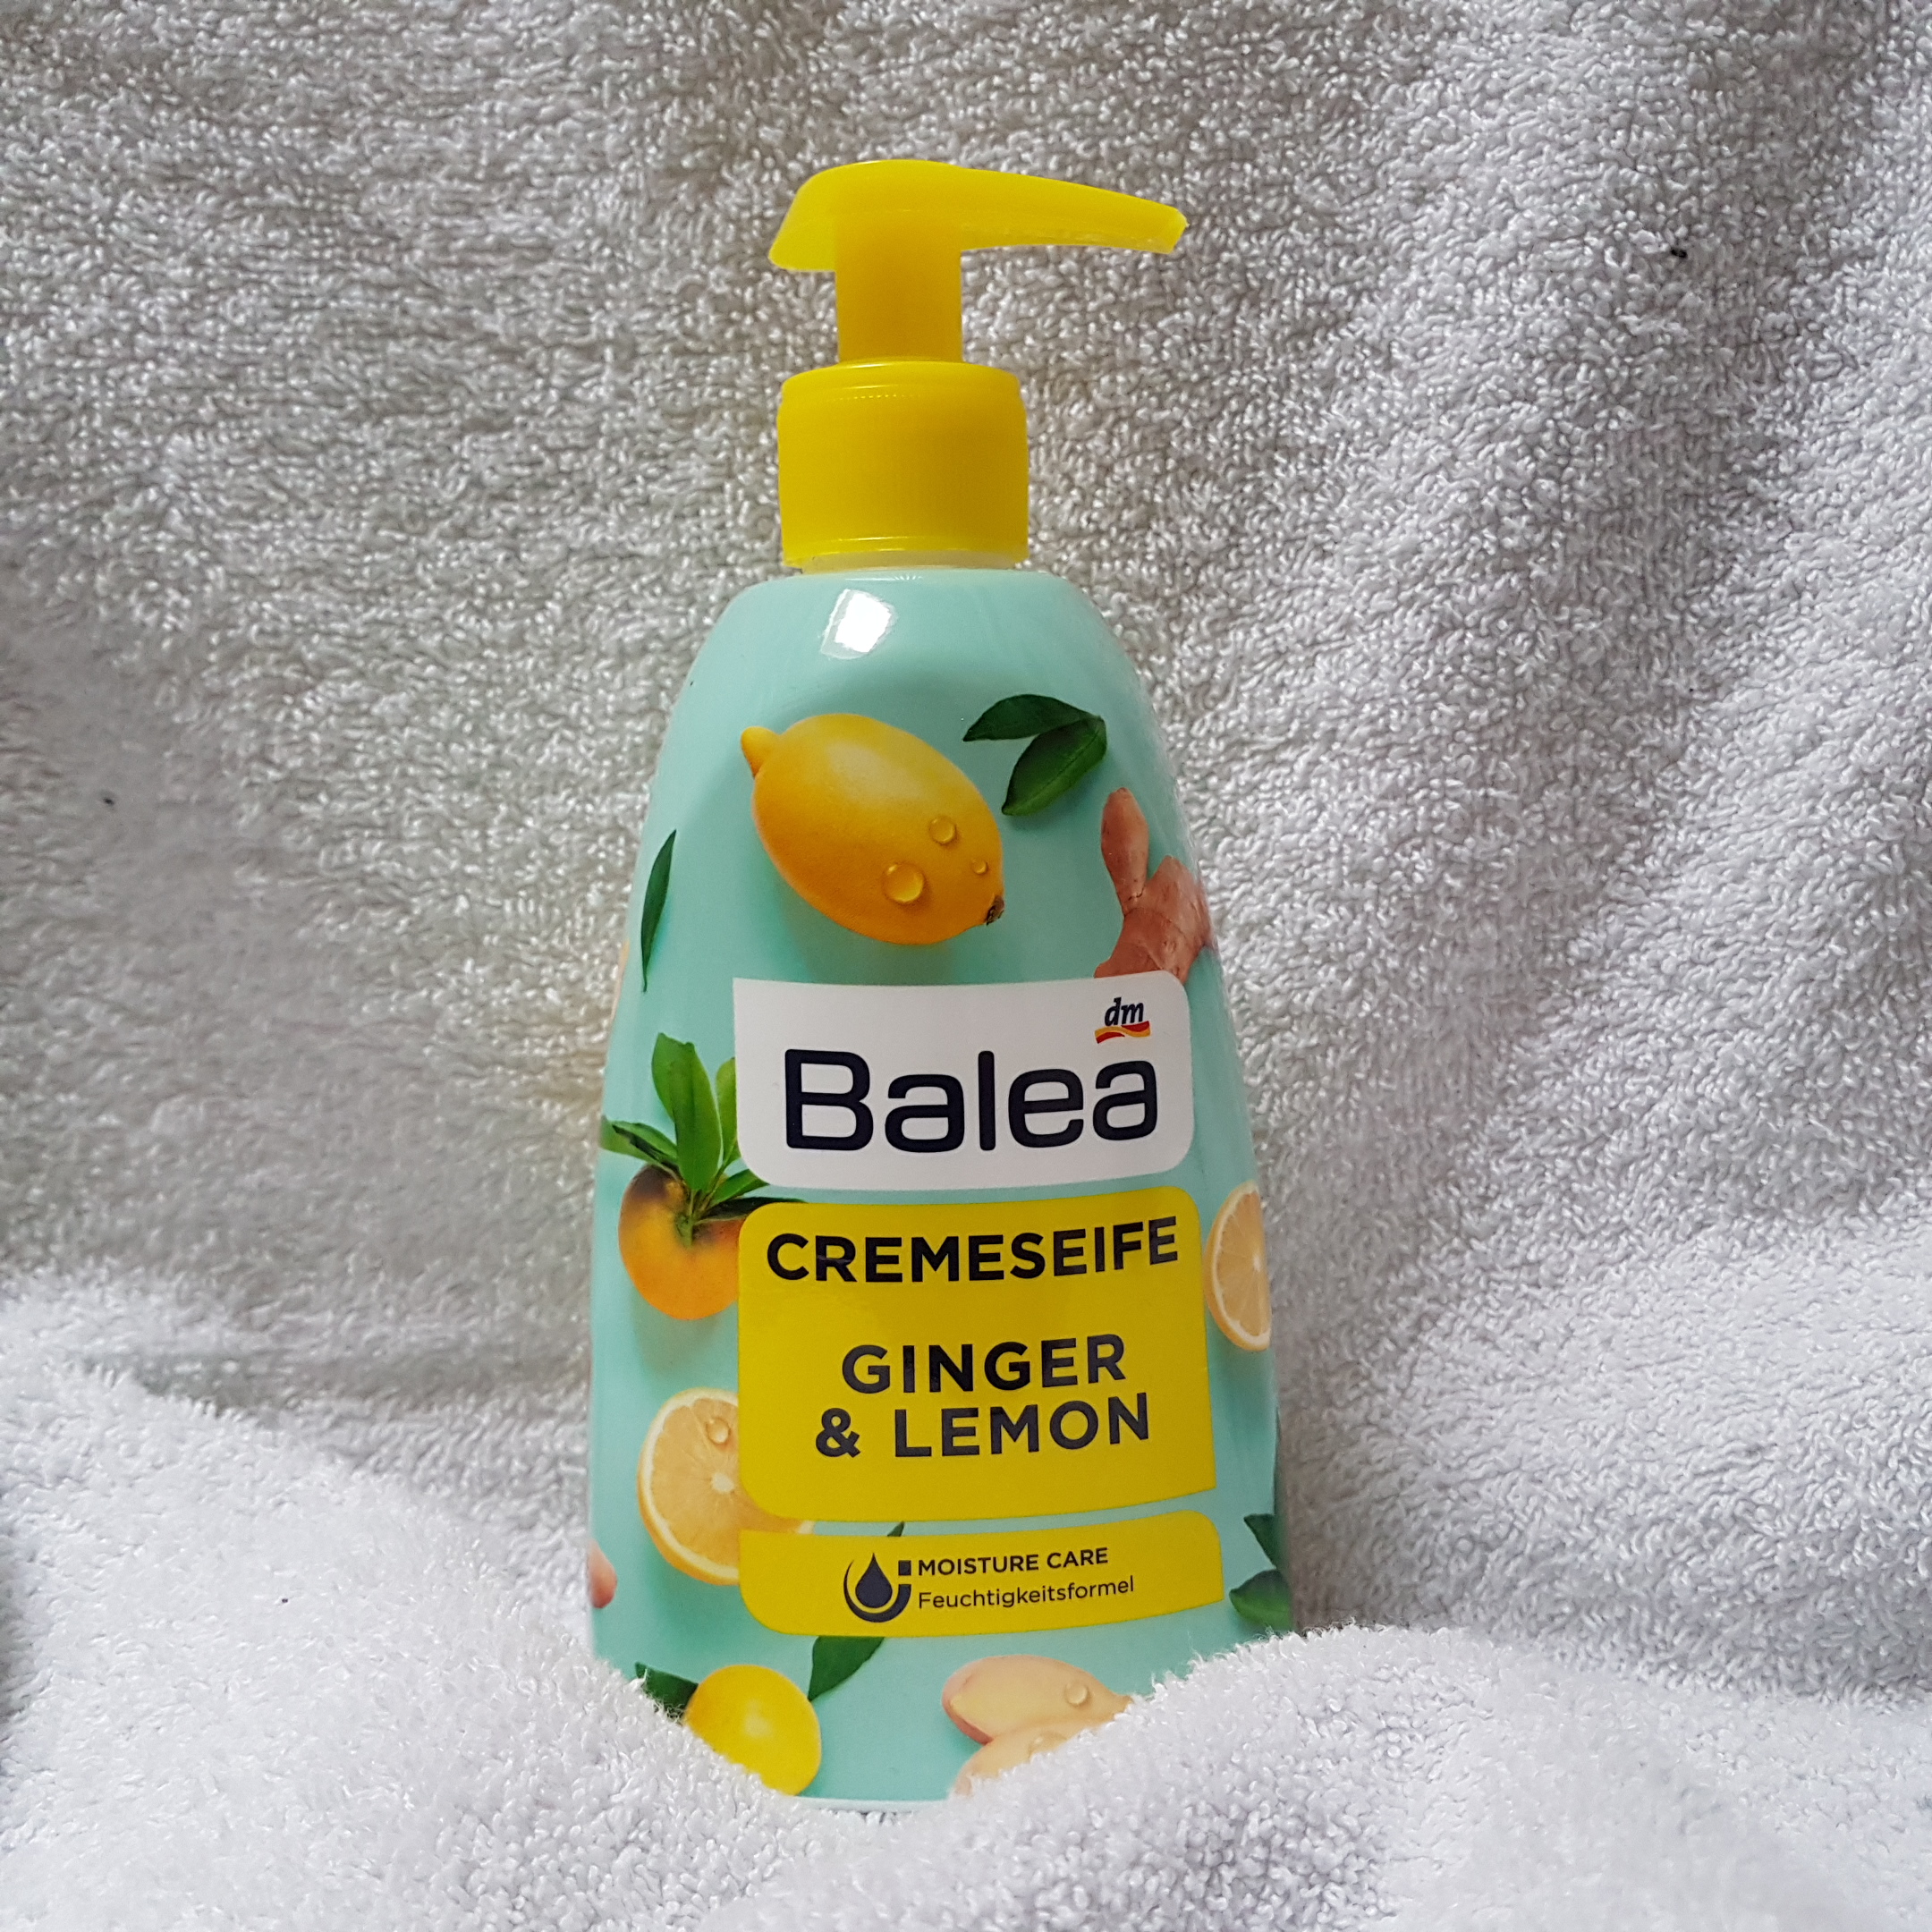 dm
Balea
CREMESEIFE
GINGER
& LEMON
MOISTURE CARE
Feuchtigkeitsformel